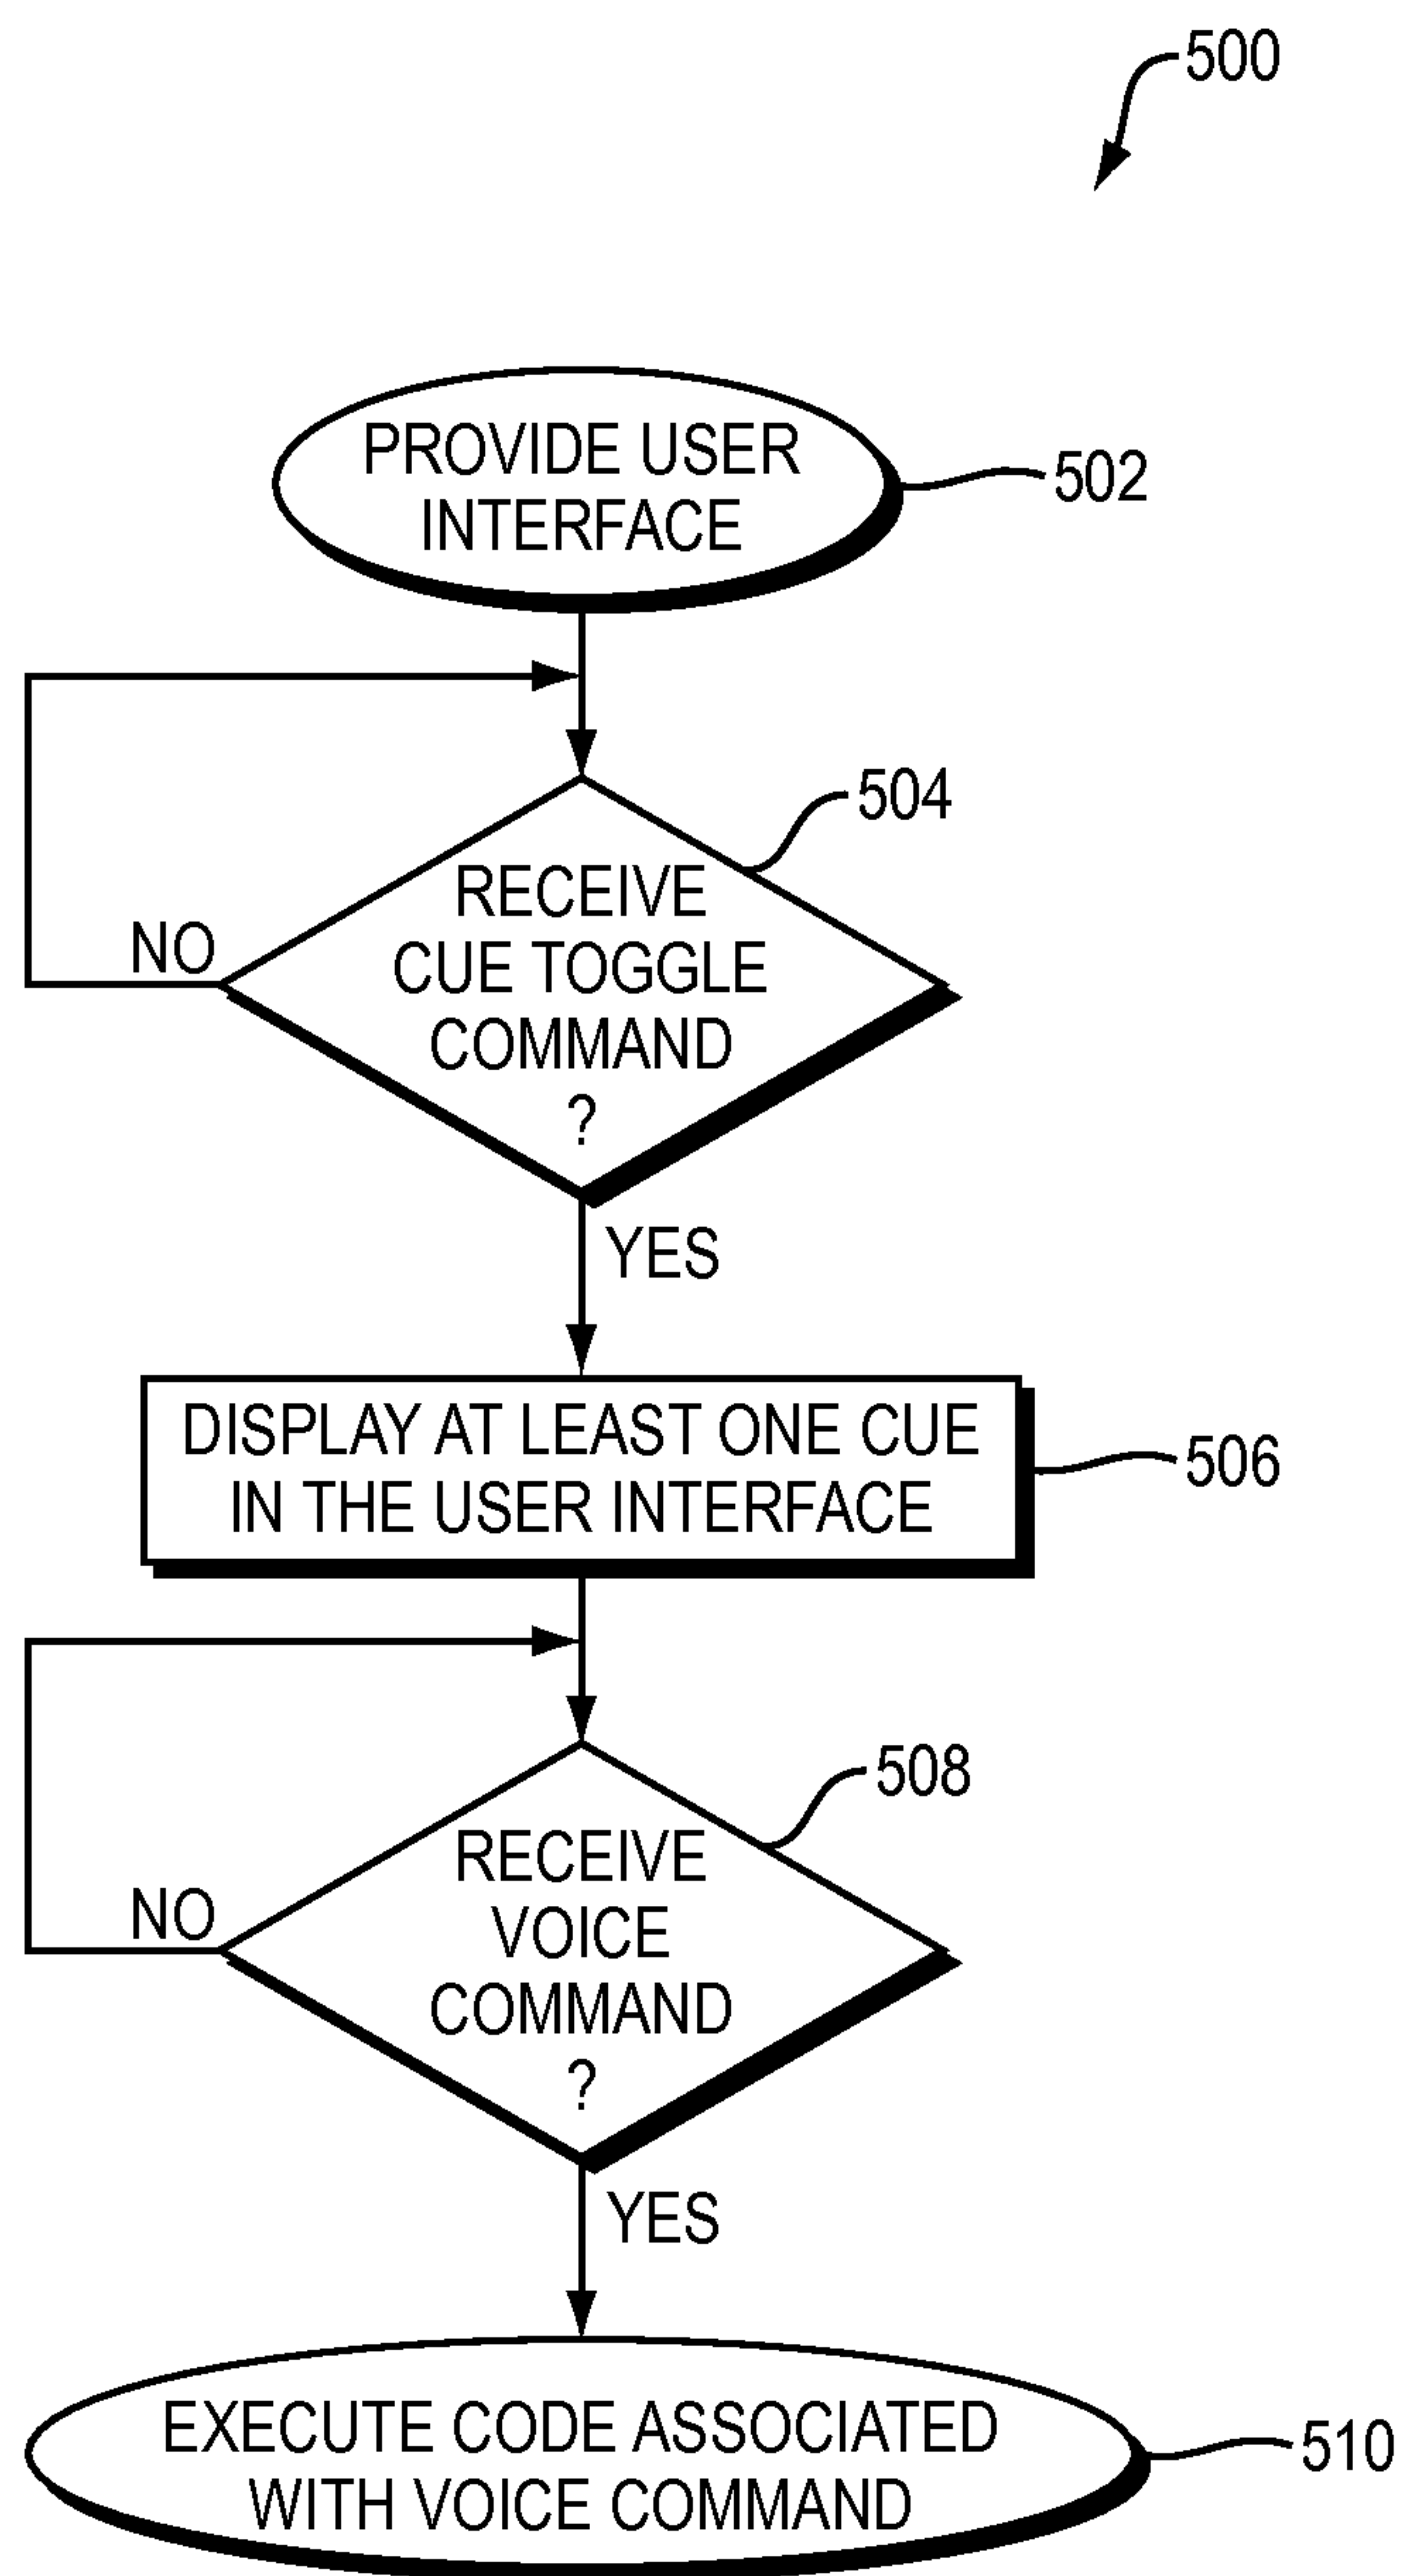 500
PROVIDE USER
INTERFACE
502
504
RECEIVE
CUE TOGGLE
COMMAND
?
NO
YES
DISPLAY AT LEAST ONE CUE
IN THE USER INTERFACE
506
508
RECEIVE
VOICE
COMMAND
?
NO
YES
EXECUTE CODE ASSOCIATED
WITH VOICE COMMAND
510